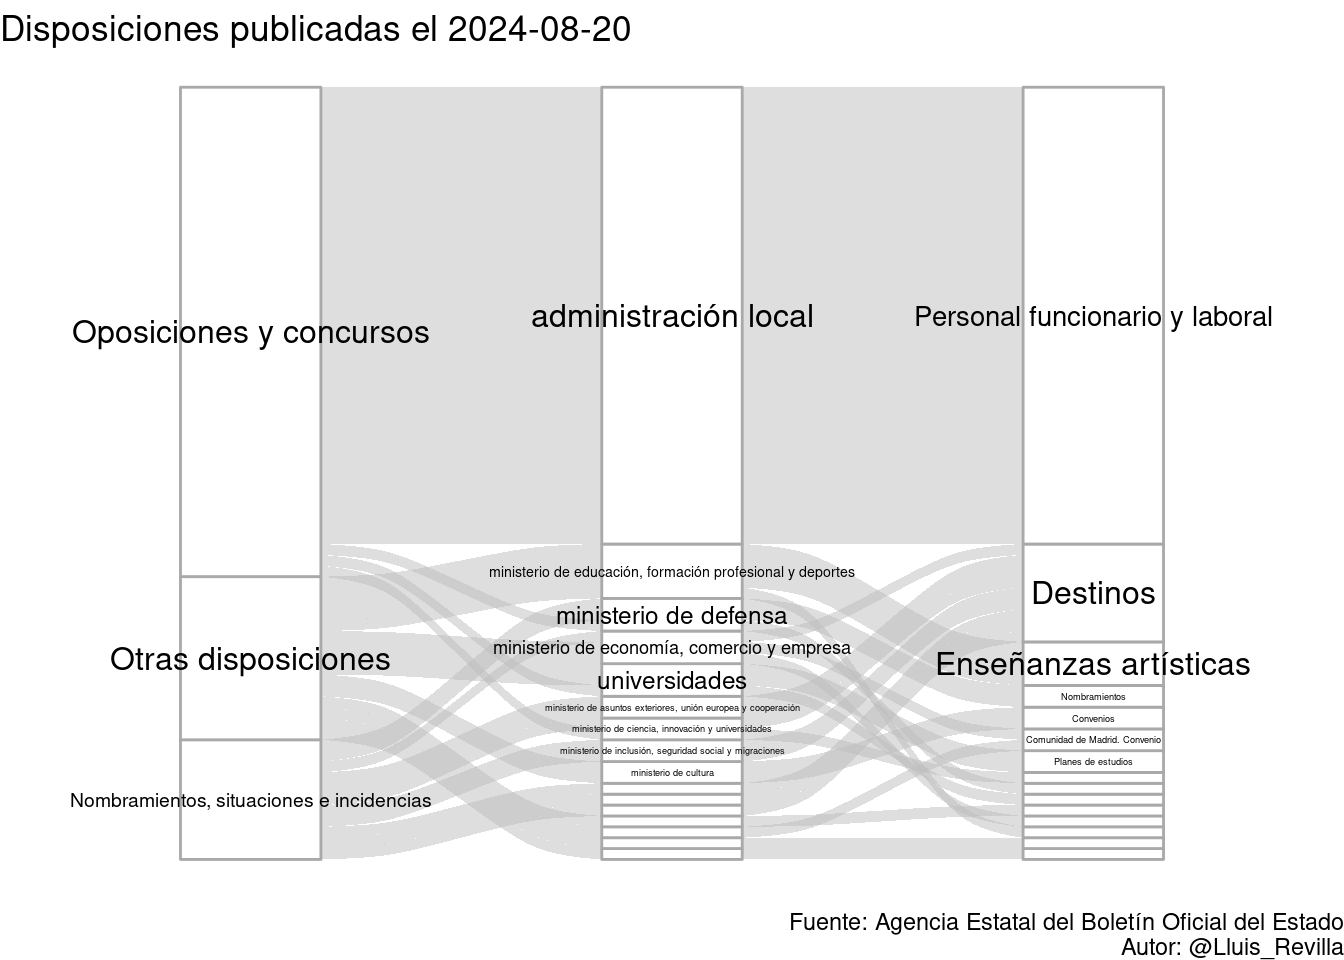 Disposiciones publicadas el 2024-08-20
Oposiciones y concursos
Otras disposiciones
Nombramientos, situaciones e incidencias
administración local
ministerio de educación, formación profesional y deportes
ministerio de defensa
ministerio de economía, comercio y empresa
universidades
ministerio de asuntos exteriores, unión europea y cooperación
ministerio de ciencia, innovación y universidades
ministerio de inclusión, seguridad social y migraciones
ministerio de cultura
Personal funcionario y laboral
Destinos
Enseñanzas artísticas
Nombramientos
Convenios
Comunidad de Madrid. Convenio
Planes de estudios
Fuente: Agencia Estatal del Boletín Oficial del Estado
Autor: @Lluis_Revilla